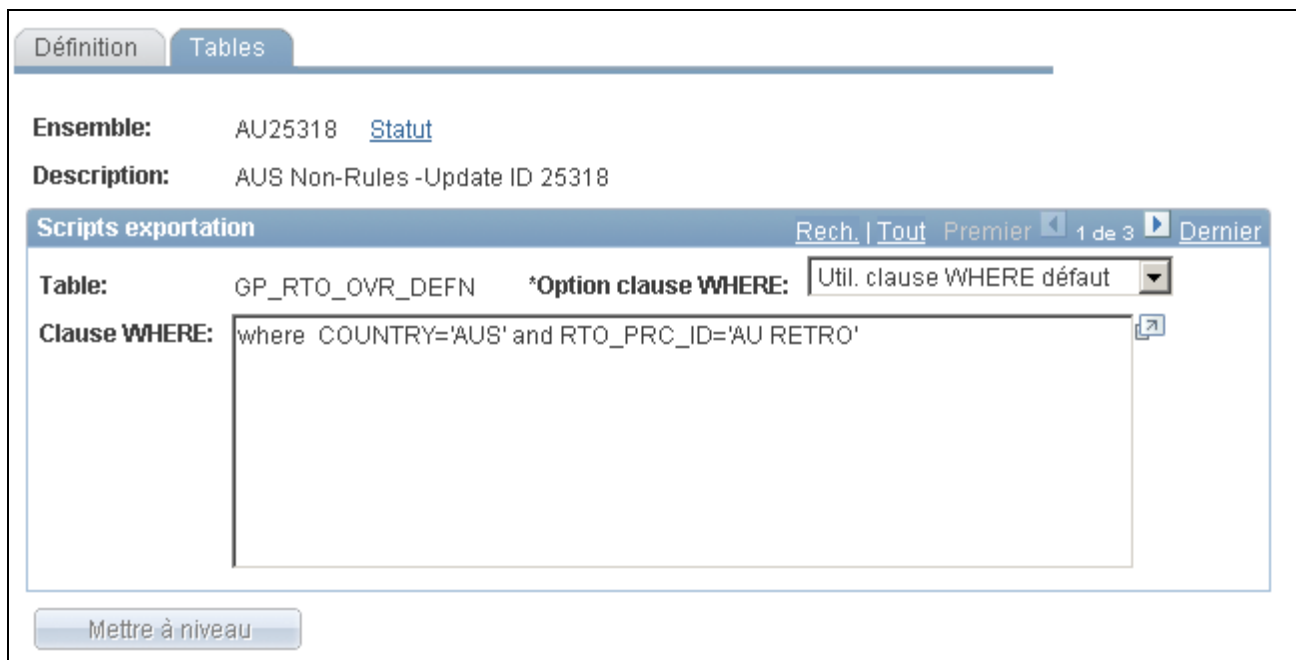 Définition Tables
Ensemble: AU25318 Statut
Description: AUS Non-Rules -Update ID 25318
Scripts exportation Rech. | Tout Premier 1 de 3 Dernier
Table: GP_RTO_OVR_DEFN *Option clause WHERE: Util. clause WHERE défaut
Clause WHERE: where COUNTRY='AUS' and RTO_PRC_ID='AU RETRO'
Mettre à niveau